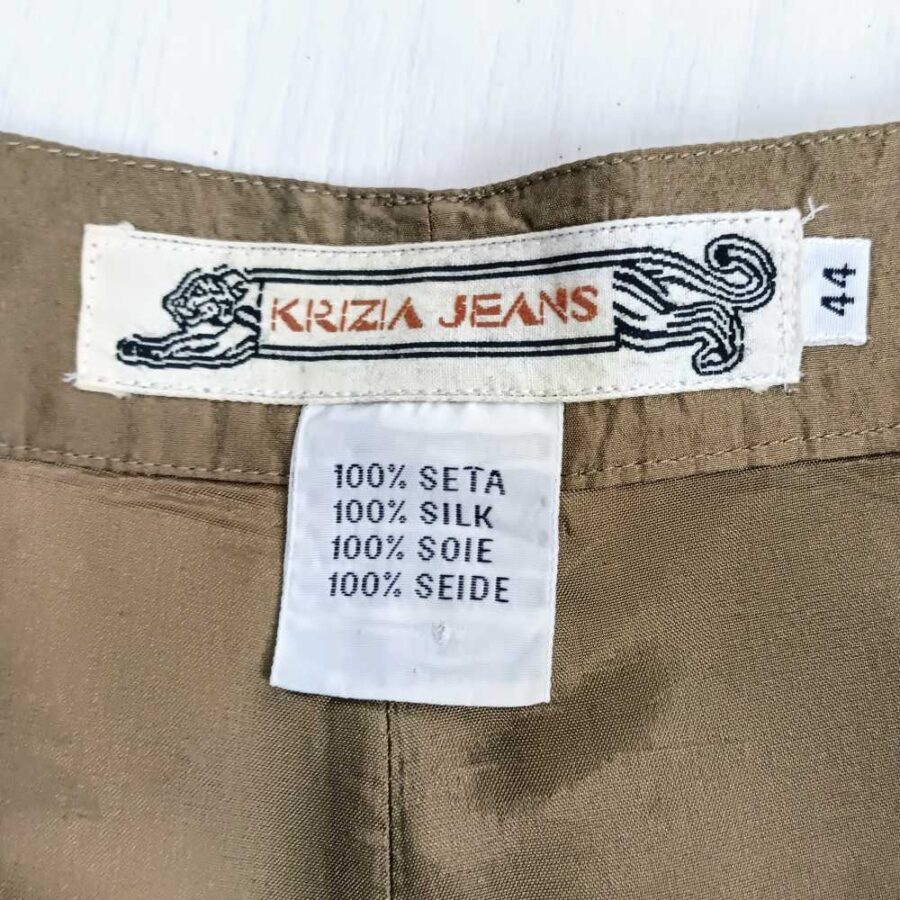 KRIZIA JEANS
44
100% SETA
100% SILK
100% SOIE
100% SEIDE